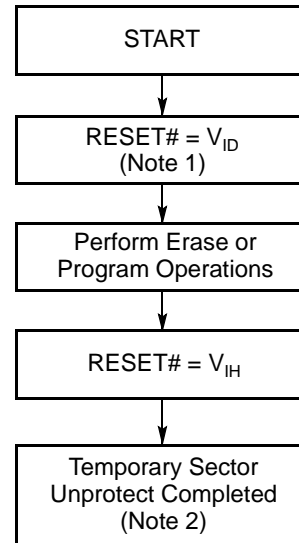 START
RESET# = V_ID
(Note 1)
Perform Erase or
Program Operations
RESET# = V_IH
Temporary Sector
Unprotect Completed
(Note 2)